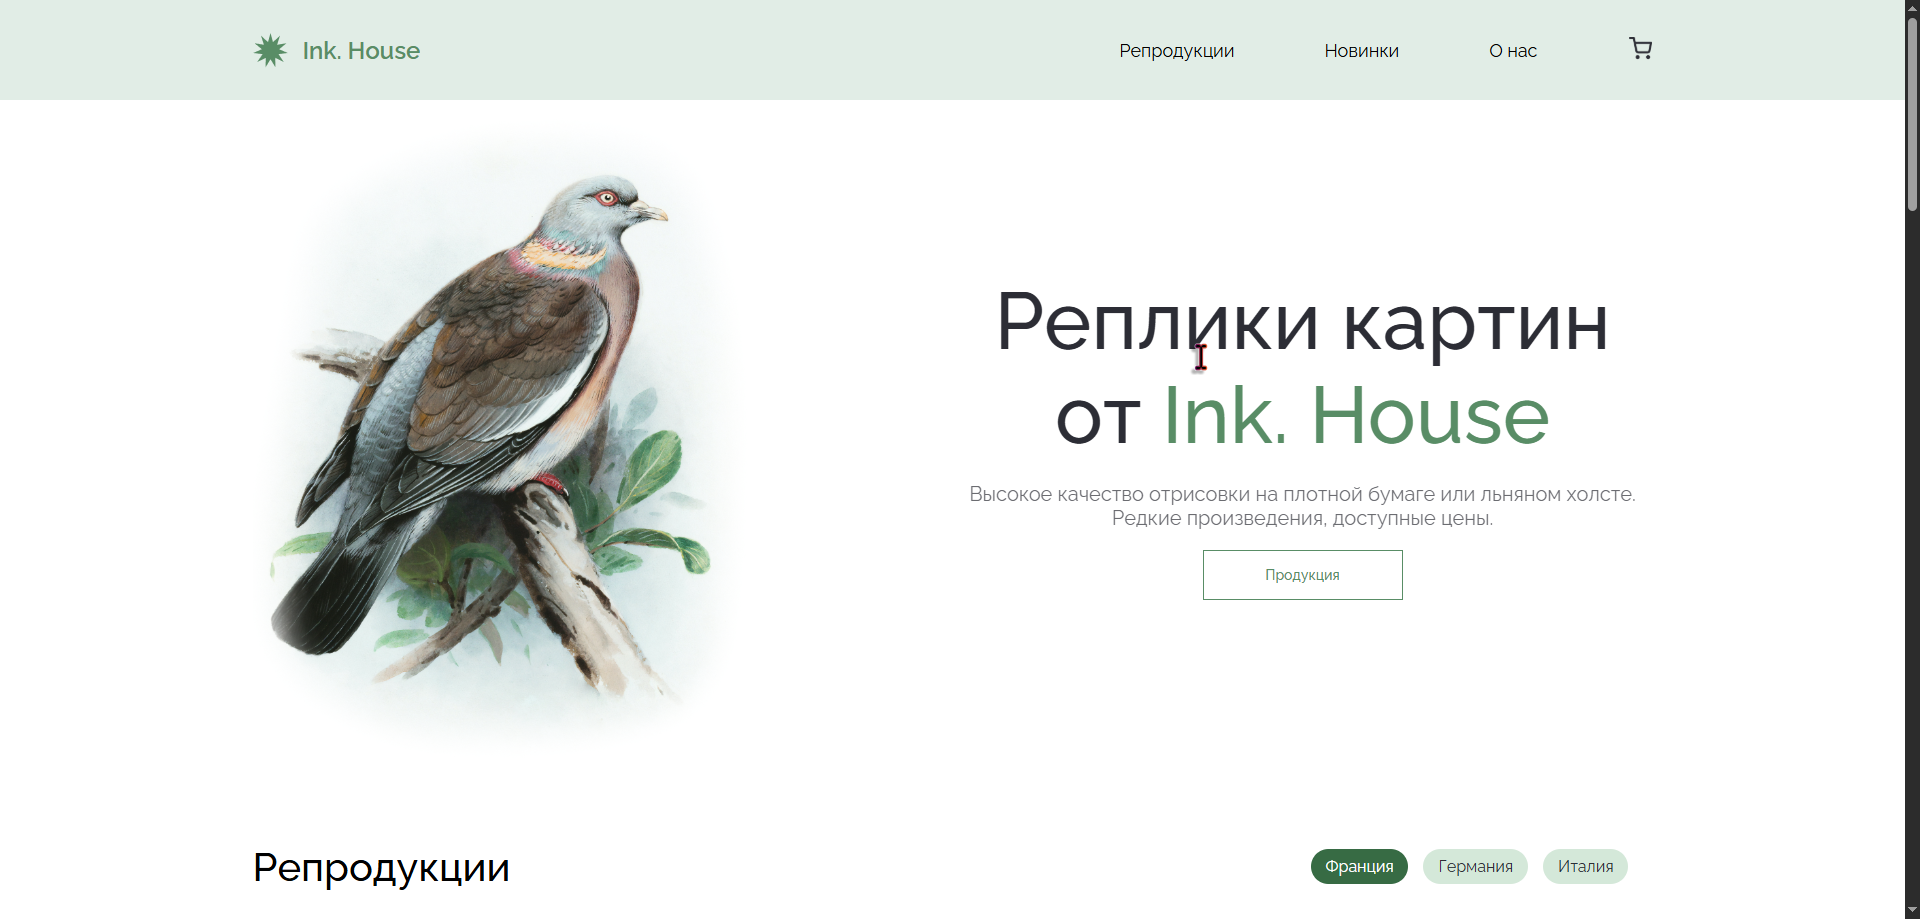 Ink. House
Репродукции
Новинки
О нас
Реплики картин
от Ink. House
Высокое качество отрисовки на плотной бумаге или льняном холсте.
Редкие произведения, доступные цены.
Продукция
Репродукции
Франция
Германия
Италия